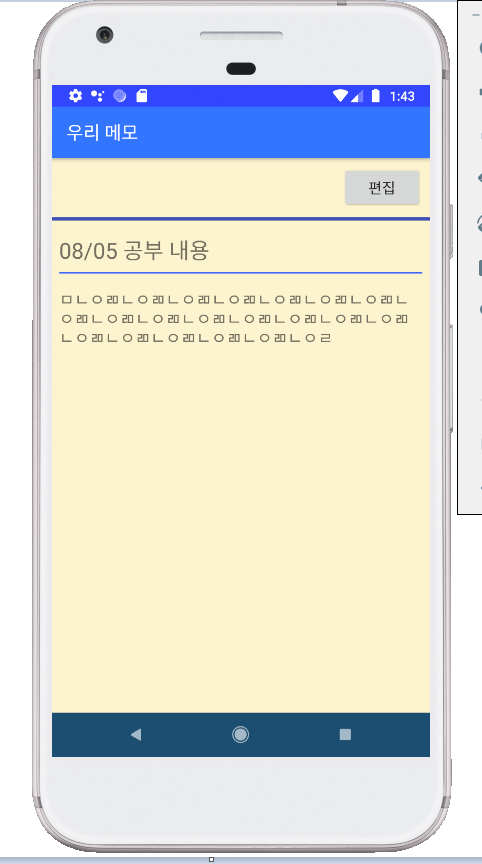 1:43
우리 메모
편집
08/05 공부 내용
ㅁㄴㅇㄻㄴㅇㄻㄴㅇㄻㄴㅇㄻㄴㅇㄻㄴㅇㄻㄴㅇㄻㄴ
ㅇㄻㄴㅇㄻㄴㅇㄻㄴㅇㄻㄴㅇㄻㄴㅇㄻㄴㅇㄻㄴㅇㄻ
ㄴㅇㄻㄴㅇㄻㄴㅇㄻㄴㅇㄻㄴㅇㄻㄴㅇㄹ